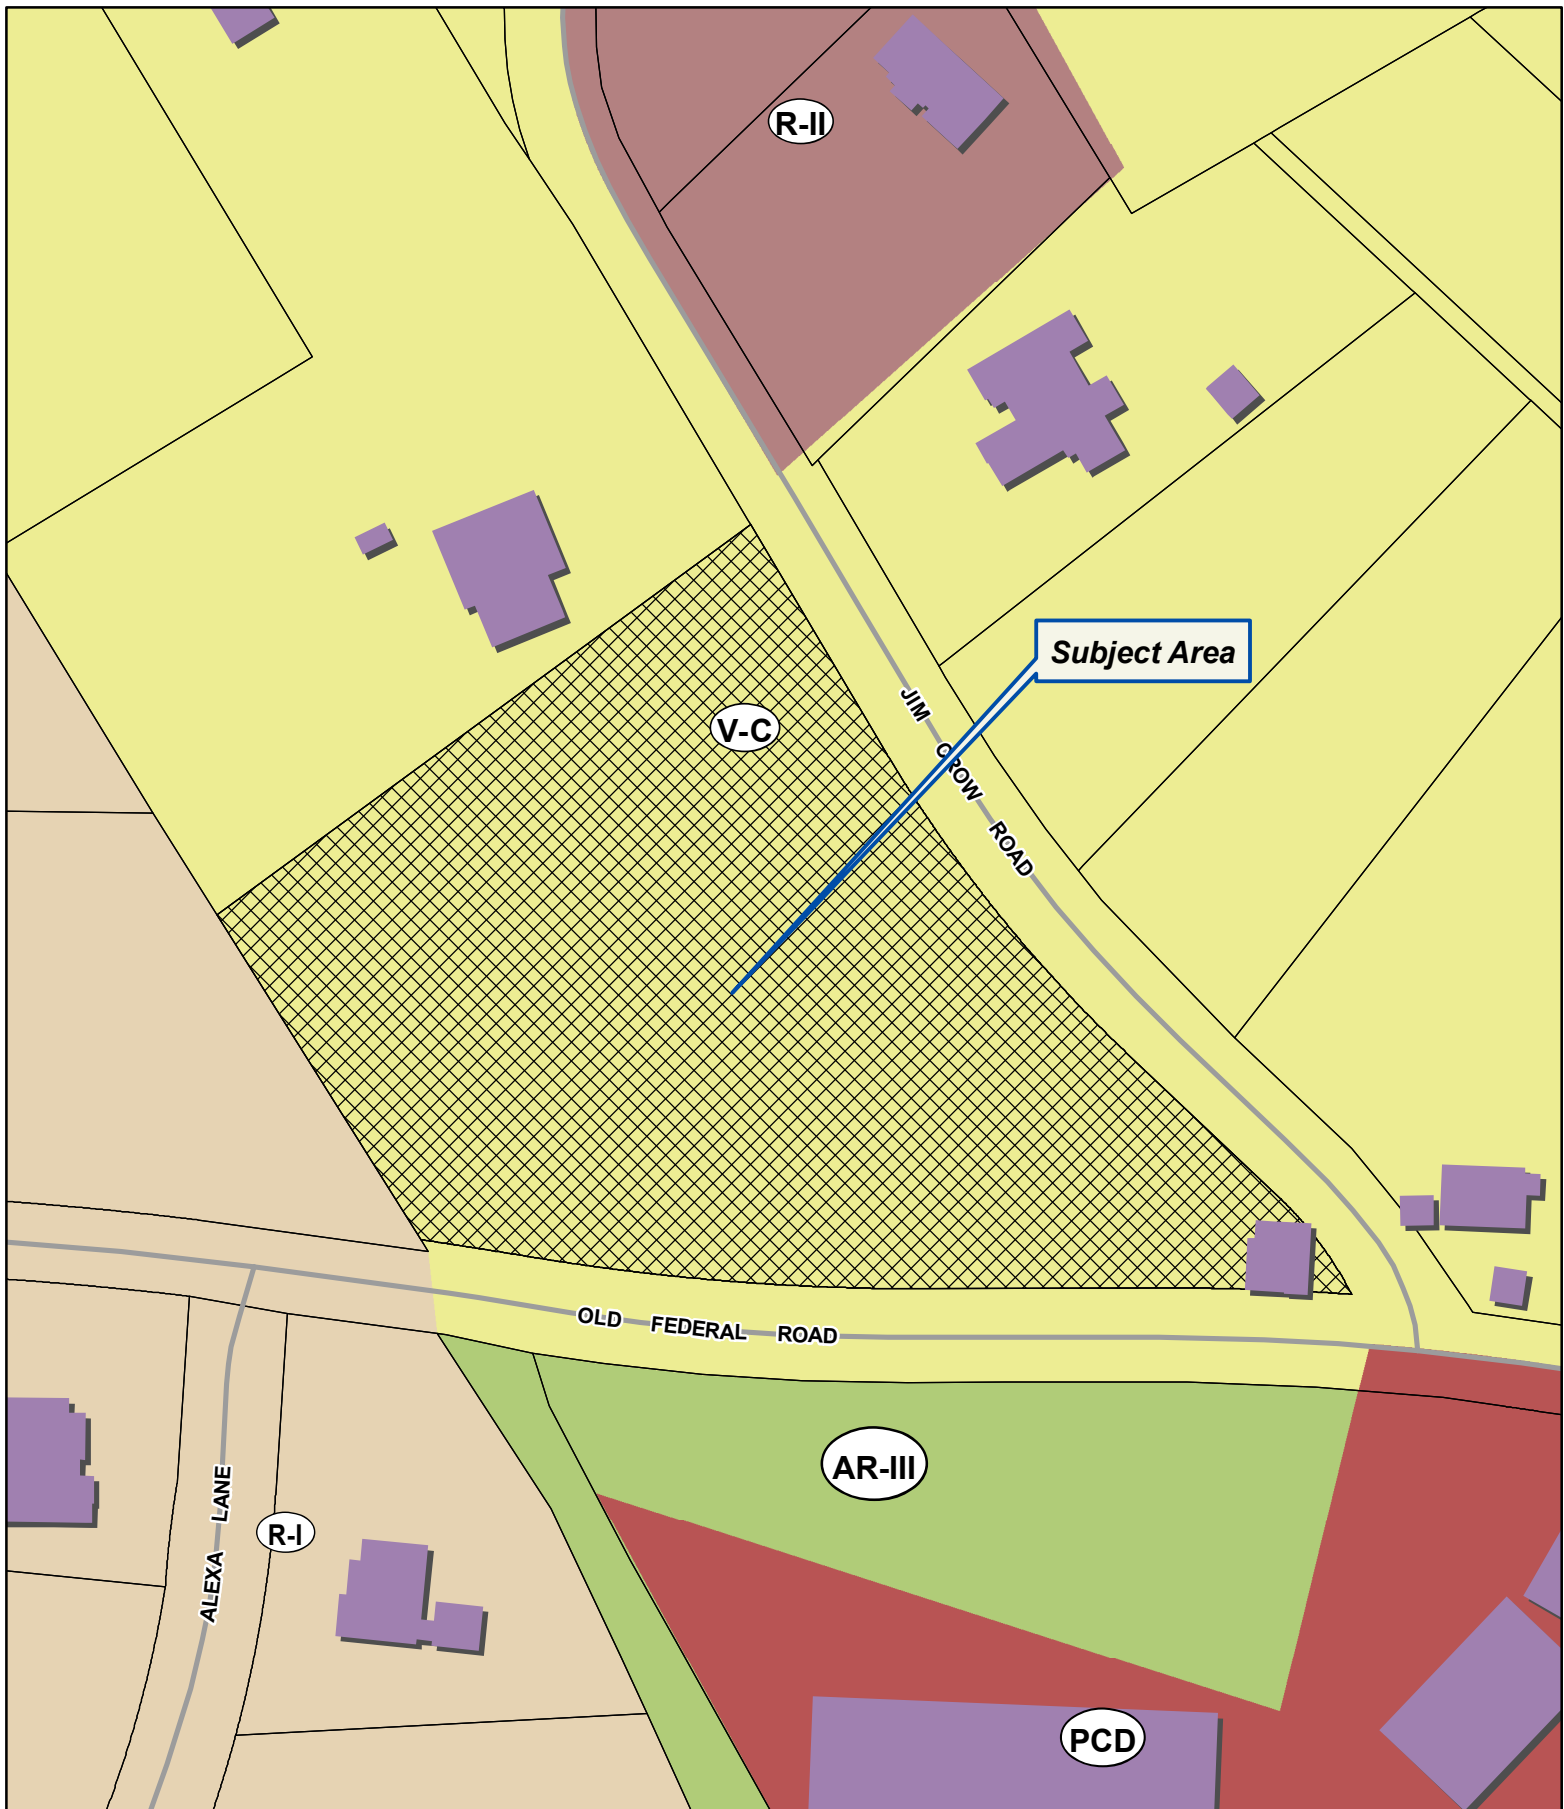 R-II
Subject Area
V-C
JIM CROW ROAD
OLD FEDERAL ROAD
AR-III
ALEXA LANE
R-I
PCD